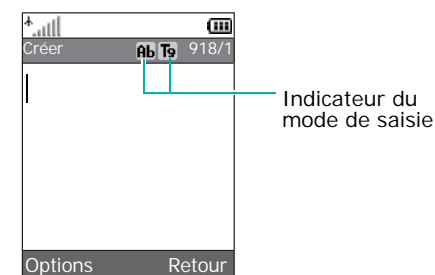 Créer Ab T9 918/1
Indicateur du
mode de saisie
Options Retour